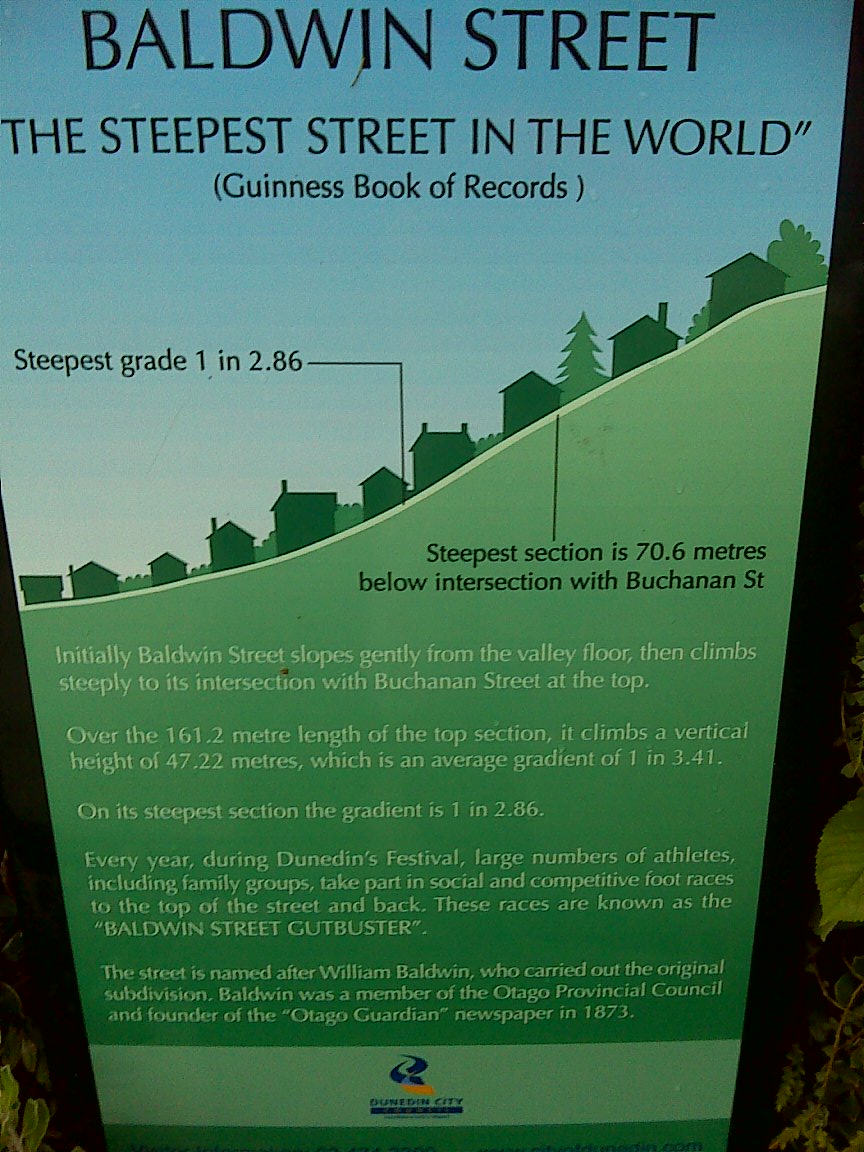 BALDWIN STREET
THE STEEPEST STREET IN THE WORLD”
(Guinness Book of Records )
Steepest grade 1 in 2.86
Steepest section is 70.6 metres
below intersection with Buchanan St
Initially Baldwin Street slopes gently from the valley floor, then climbs
steeply to its intersection with Buchanan Street at the top.
Over the 161.2 metre length of the top section, it climbs a vertical
height of 47.22 metres, which is an average gradient of 1 in 3.41.
On its steepest section the gradient is 1 in 2.86.
Every year, during Dunedin’s Festival, large numbers of athletes,
including family groups, take part in social and competitive foot races
to the top of the street and back. These races are known as the
“BALDWIN STREET GUTBUSTER”.
The street is named after William Baldwin, who carried out the original
subdivision. Baldwin was a member of the Otago Provincial Council
and founder of the “Otago Guardian” newspaper in 1873.
DUNEDIN CITY
COUNCIL
www.cityofdunedin.com